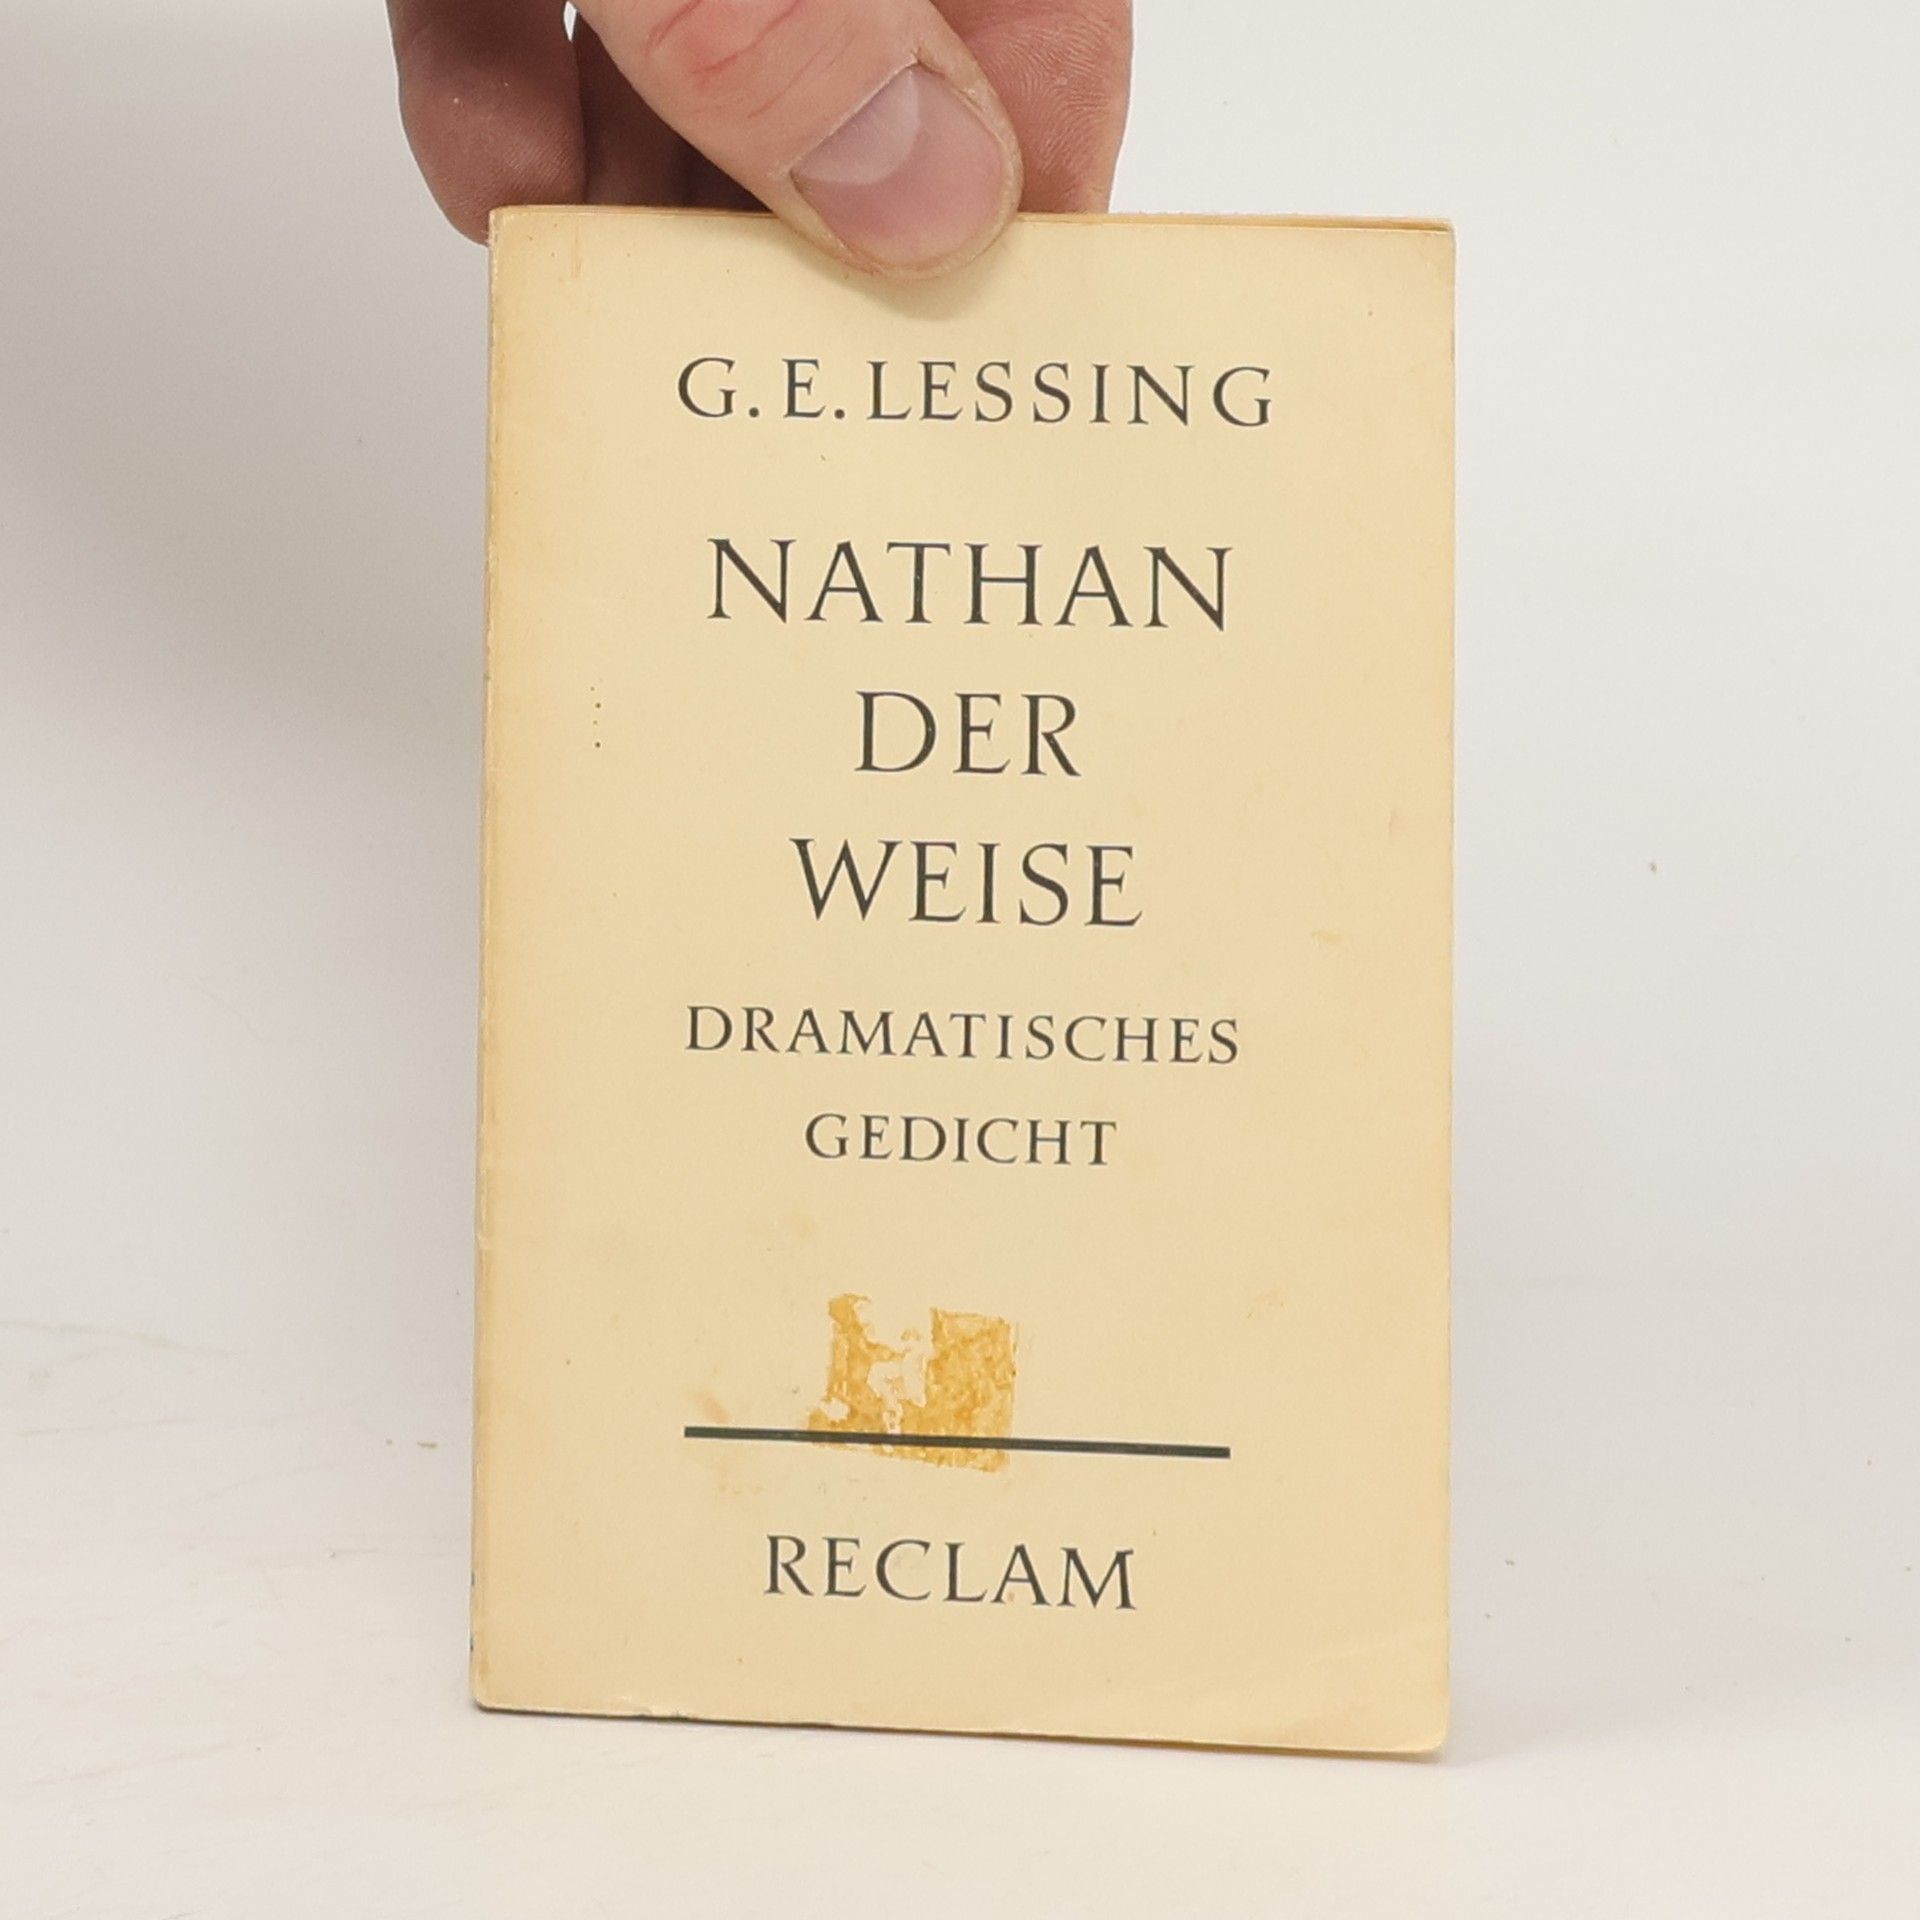 G. E. LESSING
NATHAN
DER
WEISE
DRAMATISCHES
GEDICHT
RECLAM